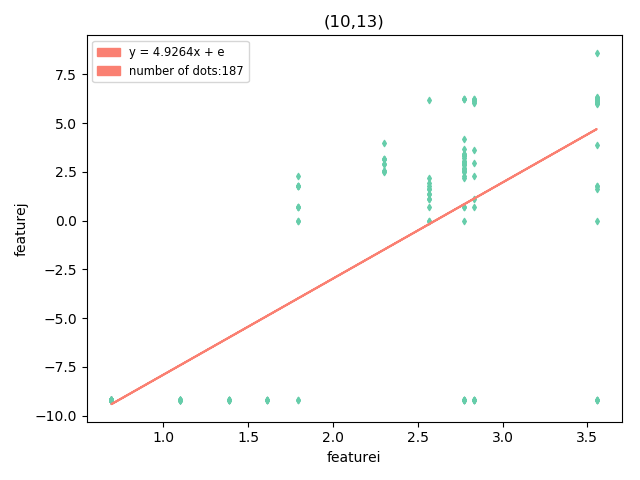 (10,13)
y = 4.9264x + e
number of dots:187
7.5
5.0
2.5
0.0
−2.5
−5.0
−7.5
−10.0
featurej
1.0 1.5 2.0 2.5 3.0 3.5
featurei